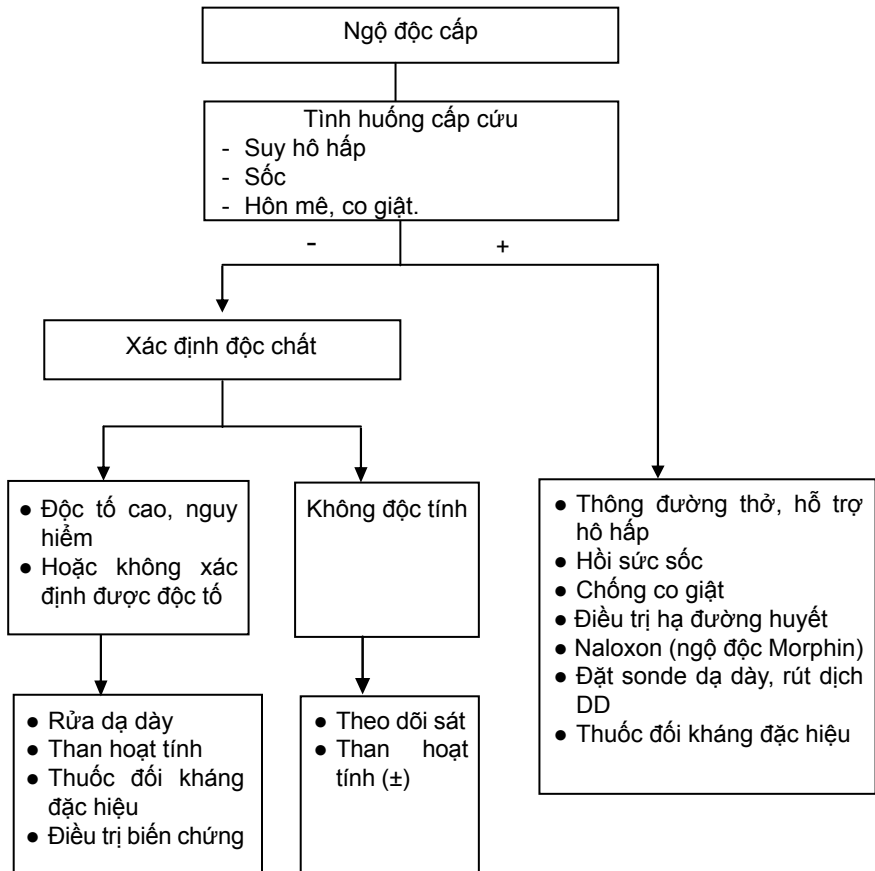 Ngộ độc cấp
Tình huống cấp cứu
- Suy hô hấp
- Sốc
- Hôn mê, co giật.
-
+
Xác định độc chất
● Độc tố cao, nguy
hiểm
● Hoặc không xác
định được độc tố
Không độc tính
● Thông đường thở, hỗ trợ
hô hấp
● Hồi sức sốc
● Chống co giật
● Điều trị hạ đường huyết
● Naloxon (ngộ độc Morphin)
● Đặt sonde dạ dày, rút dịch
DD
● Thuốc đối kháng đặc hiệu
● Rửa dạ dày
● Than hoạt tính
● Thuốc đối kháng
đặc hiệu
● Điều trị biến chứng
● Theo dõi sát
● Than hoạt
tính (±)